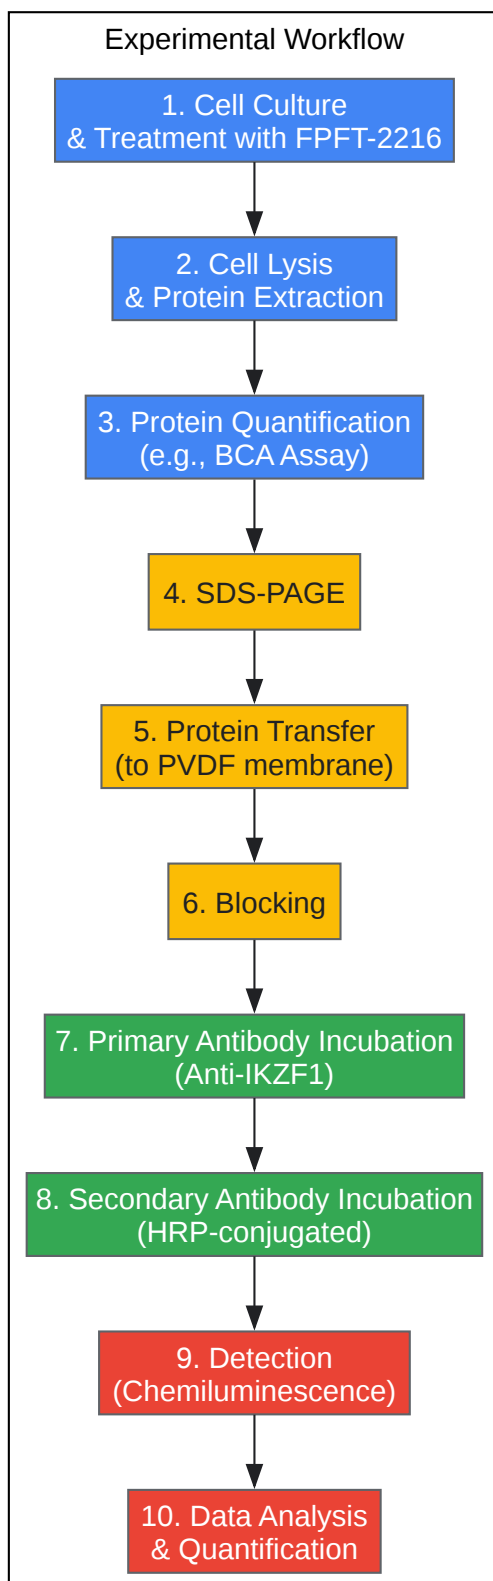 Experimental Workflow
1. Cell Culture
& Treatment with FPFT-2216
2. Cell Lysis
& Protein Extraction
3. Protein Quantification
(e.g., BCA Assay)
4. SDS-PAGE
5. Protein Transfer
(to PVDF membrane)
6. Blocking
7. Primary Antibody Incubation
(Anti-IKZF1)
8. Secondary Antibody Incubation
(HRP-conjugated)
9. Detection
(Chemiluminescence)
10. Data Analysis
& Quantification